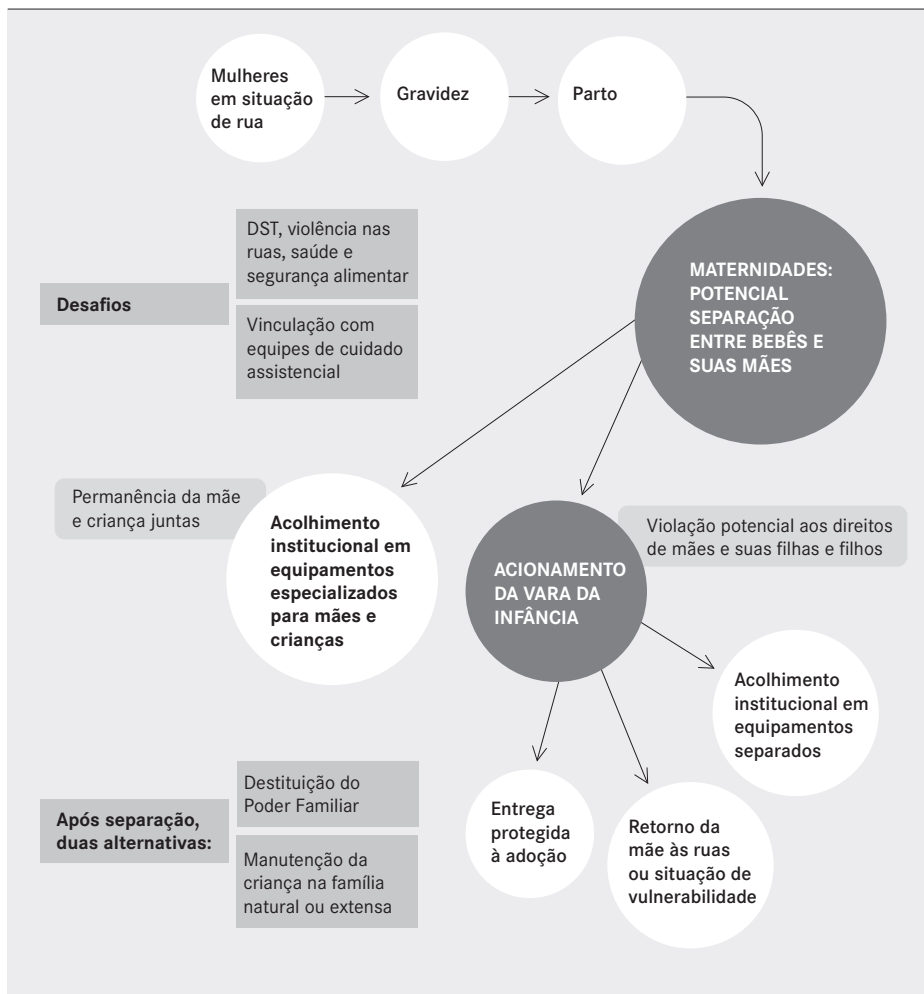 Mulheres
em situação
de rua
Gravidez
Parto
MATERNIDADES:
POTENCIAL
SEPARAÇÃO
ENTRE BEBÊS E
SUAS MÃES
Desafios
DST, violência nas
ruas, saúde e
segurança alimentar
Vinculação com
equipes de cuidado
assistencial
Permanência da mãe
e criança juntas
Acolhimento
institucional em
equipamentos
especializados
para mães e
crianças
ACIONAMENTO
DA VARA DA
INFÂNCIA
Violação potencial aos direitos
de mães e suas filhas e filhos
Acolhimento
institucional em
equipamentos
separados
Após separação,
duas alternativas:
Destituição do
Poder Familiar
Manutenção da
criança na família
natural ou extensa
Entrega
protegida
à adoção
Retorno da
mãe às ruas
ou situação de
vulnerabilidade